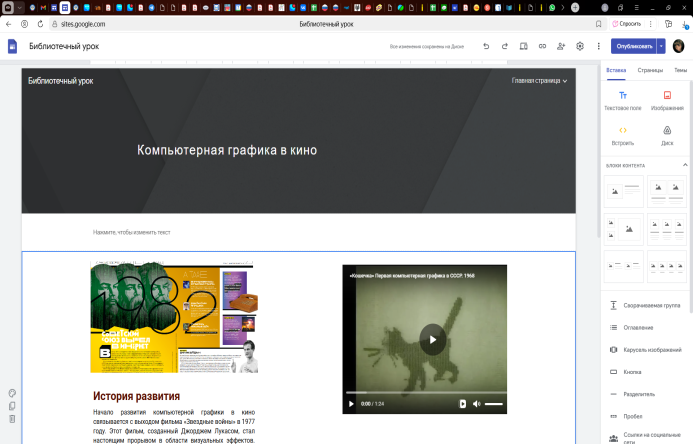 sites.google.com
Библиотечный урок
Спросить
Библиотечный урок
Все изменения сохранены на Диске
Опубликовать
Библиотечный урок
Главная страница
Компьютерная графика в кино
Нажмите, чтобы изменить текст
Вставка
Страницы
Темы
Текстовое поле
Изображение
Встроить
Диск
БЛОКИ КОНТЕНТА
Сворачиваемая группа
Оглавление
Карусель изображений
Кнопка
Разделитель
Пробел
Ссылки на социальные
сети
«Кошечка» Первая компьютерная графика в СССР. 1968
0:00 / 1:24
История развития
Начало развития компьютерной графики в кино
связывается с выходом фильма «Звездные войны» в 1977
году. Этот фильм, созданный Джорджем Лукасом, стал
настоящим прорывом в области визуальных эффектов.